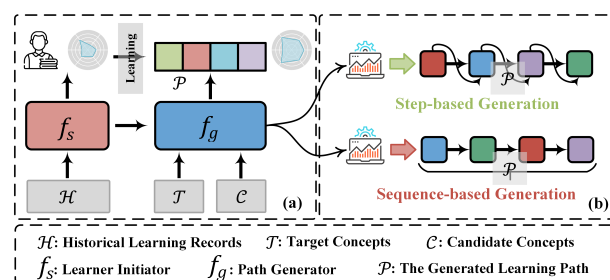 Learning
𝒫
f_s
f_g
ℋ
𝒯
𝒞
(a)
𝒫
Step-based Generation
𝒫
Sequence-based Generation
(b)
ℋ: Historical Learning Records 𝒯: Target Concepts 𝒞: Candidate Concepts
f_s: Learner Initiator f_g: Path Generator 𝒫: The Generated Learning Path